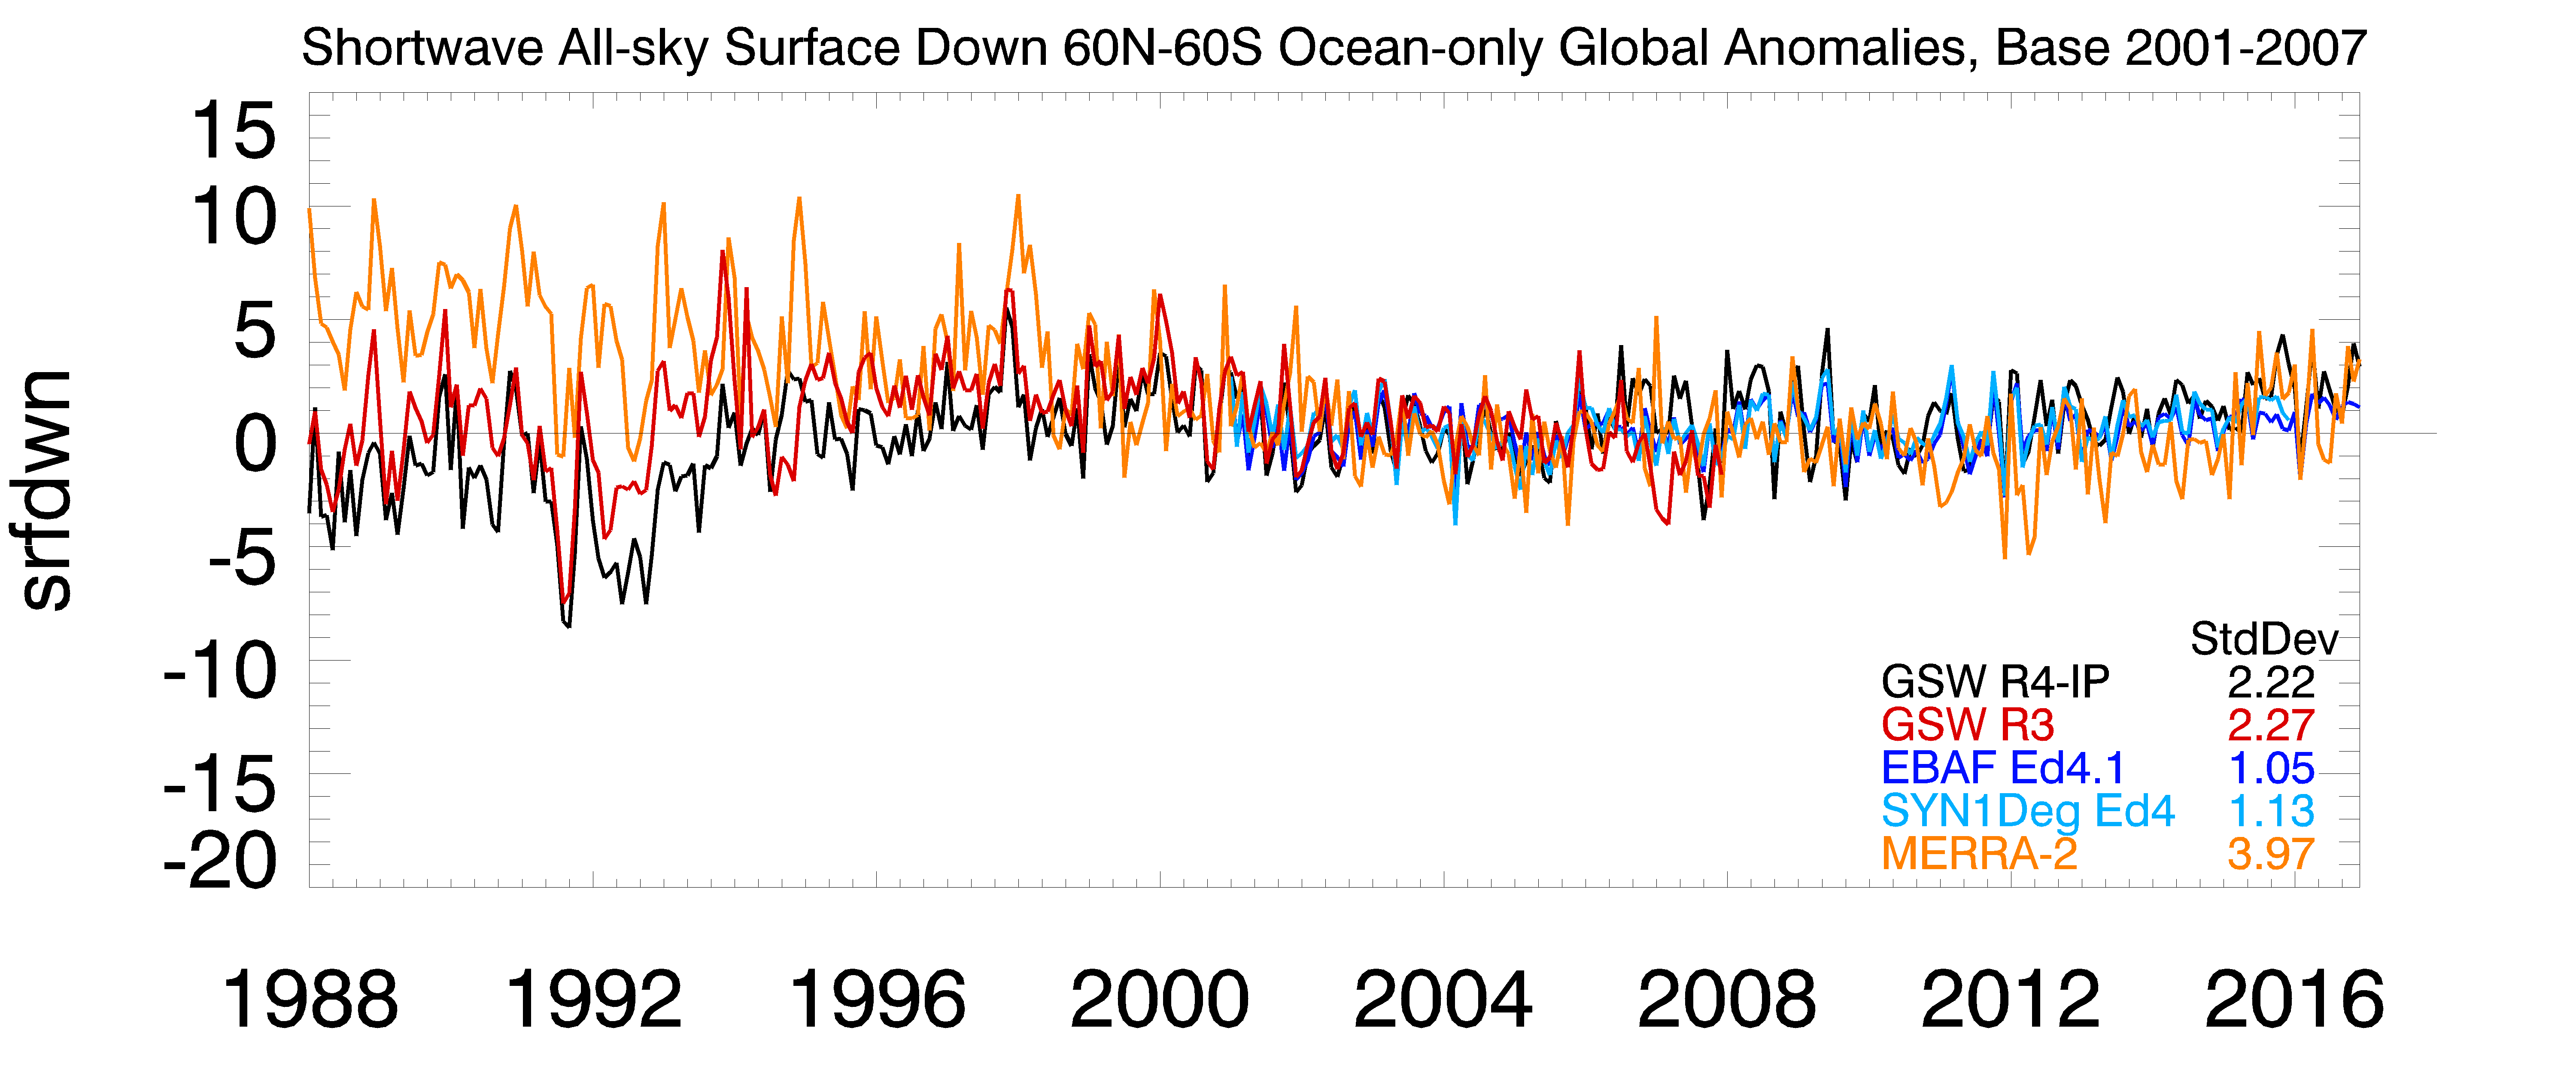 Shortwave All-sky Surface Down 60N-60S Ocean-only Global Anomalies, Base 2001-2007
15
10
5
0
-5
-10
-15
-20
srfdwn
StdDev
GSW R4-IP 2.22
GSW R3 2.27
EBAF Ed4.1 1.05
SYN1Deg Ed4 1.13
MERRA-2 3.97
1988 1992 1996 2000 2004 2008 2012 2016